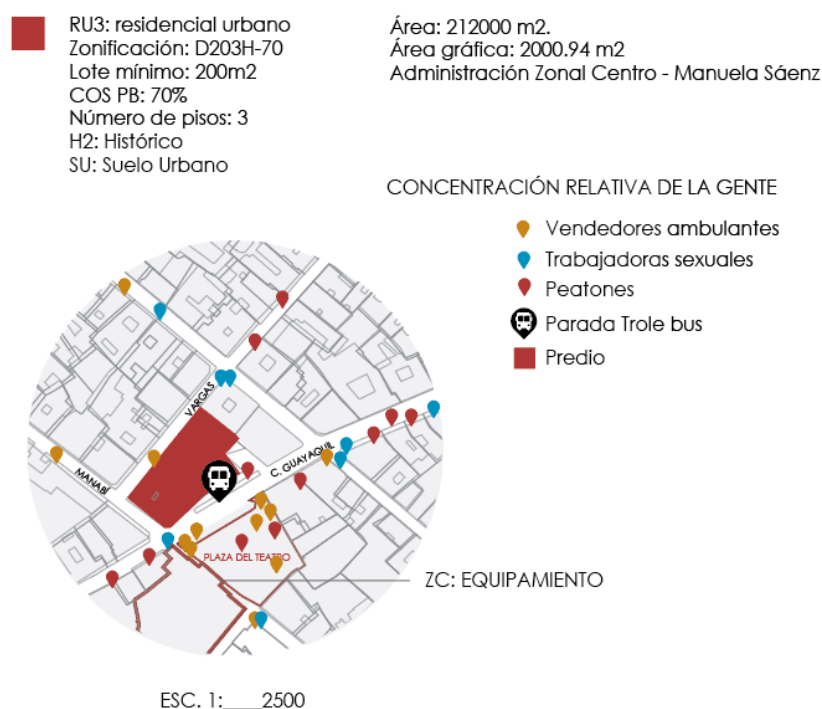 RU3: residencial urbano
Zonificación: D203H-70
Lote mínimo: 200m2
COS PB: 70%
Número de pisos: 3
H2: Histórico
SU: Suelo Urbano
Área: 212000 m2.
Área gráfica: 2000.94 m2
Administración Zonal Centro - Manuela Sáenz
CONCENTRACIÓN RELATIVA DE LA GENTE
Vendedores ambulantes
Trabajadoras sexuales
Peatones
Parada Trole bus
Predio
VARGAS
MANABÍ
C. GUAYAQUIL
PLAZA DEL TEATRO
ZC: EQUIPAMIENTO
ESC. 1:____2500